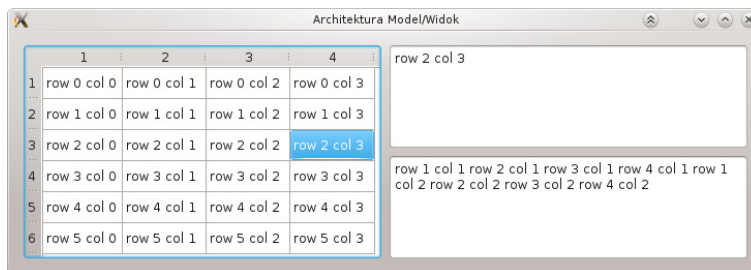 Architektura Model/Widok
1 2 3 4
1 row 0 col 0 row 0 col 1 row 0 col 2 row 0 col 3
2 row 1 col 0 row 1 col 1 row 1 col 2 row 1 col 3
3 row 2 col 0 row 2 col 1 row 2 col 2 row 2 col 3
4 row 3 col 0 row 3 col 1 row 3 col 2 row 3 col 3
5 row 4 col 0 row 4 col 1 row 4 col 2 row 4 col 3
6 row 5 col 0 row 5 col 1 row 5 col 2 row 5 col 3
row 2 col 3
row 1 col 1 row 2 col 1 row 3 col 1 row 4 col 1 row 1
col 2 row 2 col 2 row 3 col 2 row 4 col 2